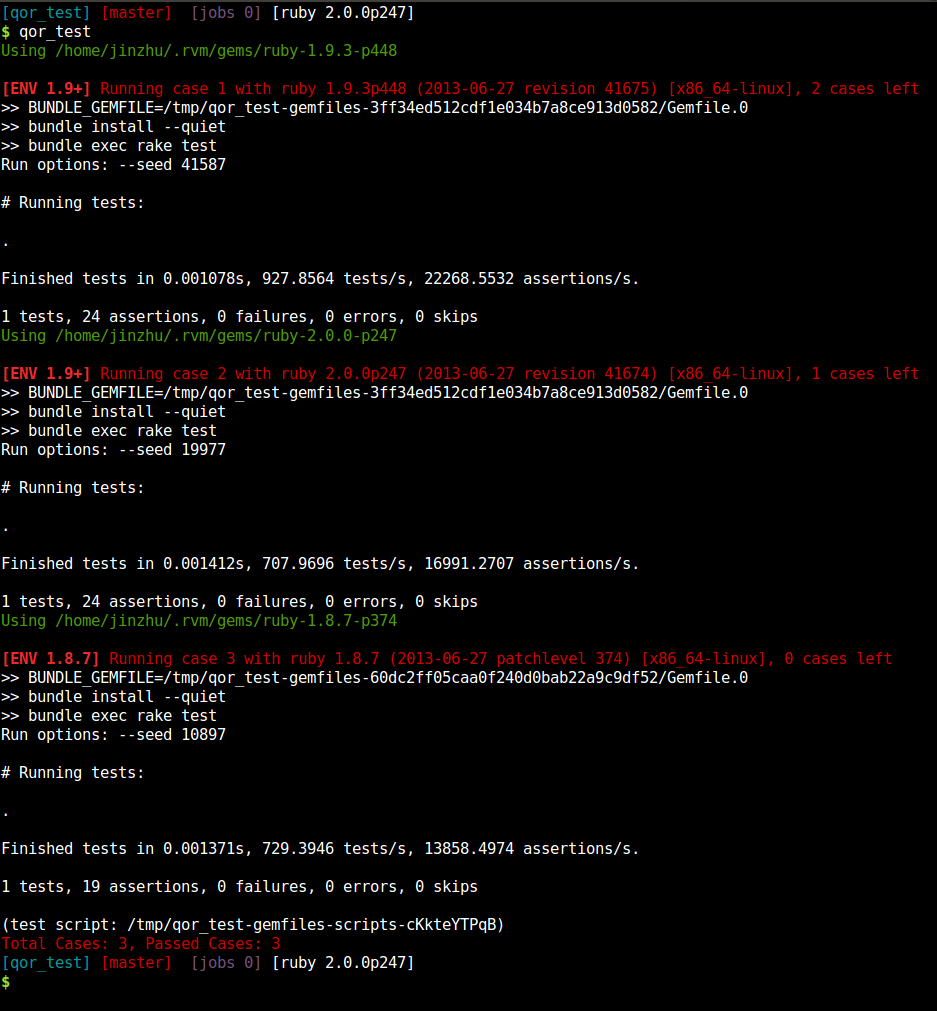 [qor_test] [master]  [jobs 0] [ruby 2.0.0p247]
$ qor_test
Using /home/jinzhu/.rvm/gems/ruby-1.9.3-p448
[ENV 1.9+] Running case 1 with ruby 1.9.3p448 (2013-06-27 revision 41675) [x86_64-linux], 2 cases left
>> BUNDLE_GEMFILE=/tmp/qor_test-gemfiles-3ff34ed512cdf1e034b7a8ce913d0582/Gemfile.0
>> bundle install --quiet
>> bundle exec rake test
Run options: --seed 41587
# Running tests:
.
Finished tests in 0.001078s, 927.8564 tests/s, 22268.5532 assertions/s.
1 tests, 24 assertions, 0 failures, 0 errors, 0 skips
Using /home/jinzhu/.rvm/gems/ruby-2.0.0-p247
[ENV 1.9+] Running case 2 with ruby 2.0.0p247 (2013-06-27 revision 41674) [x86_64-linux], 1 cases left
>> BUNDLE_GEMFILE=/tmp/qor_test-gemfiles-3ff34ed512cdf1e034b7a8ce913d0582/Gemfile.0
>> bundle install --quiet
>> bundle exec rake test
Run options: --seed 19977
# Running tests:
.
Finished tests in 0.001412s, 707.9696 tests/s, 16991.2707 assertions/s.
1 tests, 24 assertions, 0 failures, 0 errors, 0 skips
Using /home/jinzhu/.rvm/gems/ruby-1.8.7-p374
[ENV 1.8.7] Running case 3 with ruby 1.8.7 (2013-06-27 patchlevel 374) [x86_64-linux], 0 cases left
>> BUNDLE_GEMFILE=/tmp/qor_test-gemfiles-60dc2ff05caa0f240d0bab22a9c9df52/Gemfile.0
>> bundle install --quiet
>> bundle exec rake test
Run options: --seed 10897
# Running tests:
.
Finished tests in 0.001371s, 729.3946 tests/s, 13858.4974 assertions/s.
1 tests, 19 assertions, 0 failures, 0 errors, 0 skips
(test script: /tmp/qor_test-gemfiles-scripts-cKkteYTPqB)
Total Cases: 3, Passed Cases: 3
[qor_test] [master]  [jobs 0] [ruby 2.0.0p247]
$